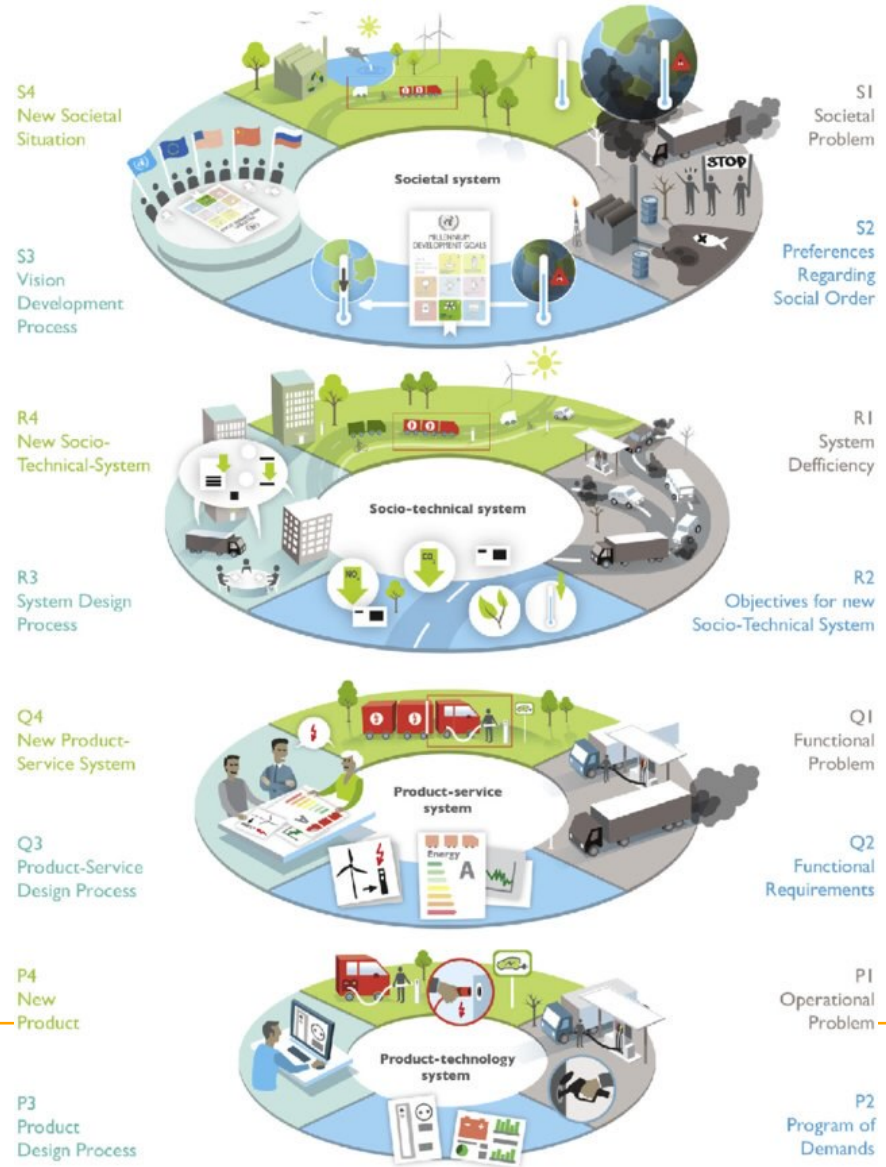 S4
New Societal
Situation
S1
Societal
Problem
STOP
Societal system
MILLENNIUM
DEVELOPMENT GOALS
S3
Vision
Development
Process
S2
Preferences
Regarding
Social Order
R4
New Socio-
Technical-System
R1
System
Defficiency
Socio-technical system
NOx
CO2
R3
System Design
Process
R2
Objectives for new
Socio-Technical System
Q4
New Product-
Service System
Q1
Functional
Problem
Product-service
system
Q3
Product-Service
Design Process
Energy
A
A
Q2
Functional
Requirements
P4
New
Product
P1
Operational
Problem
Product-technology
system
P3
Product
Design Process
P2
Program of
Demands